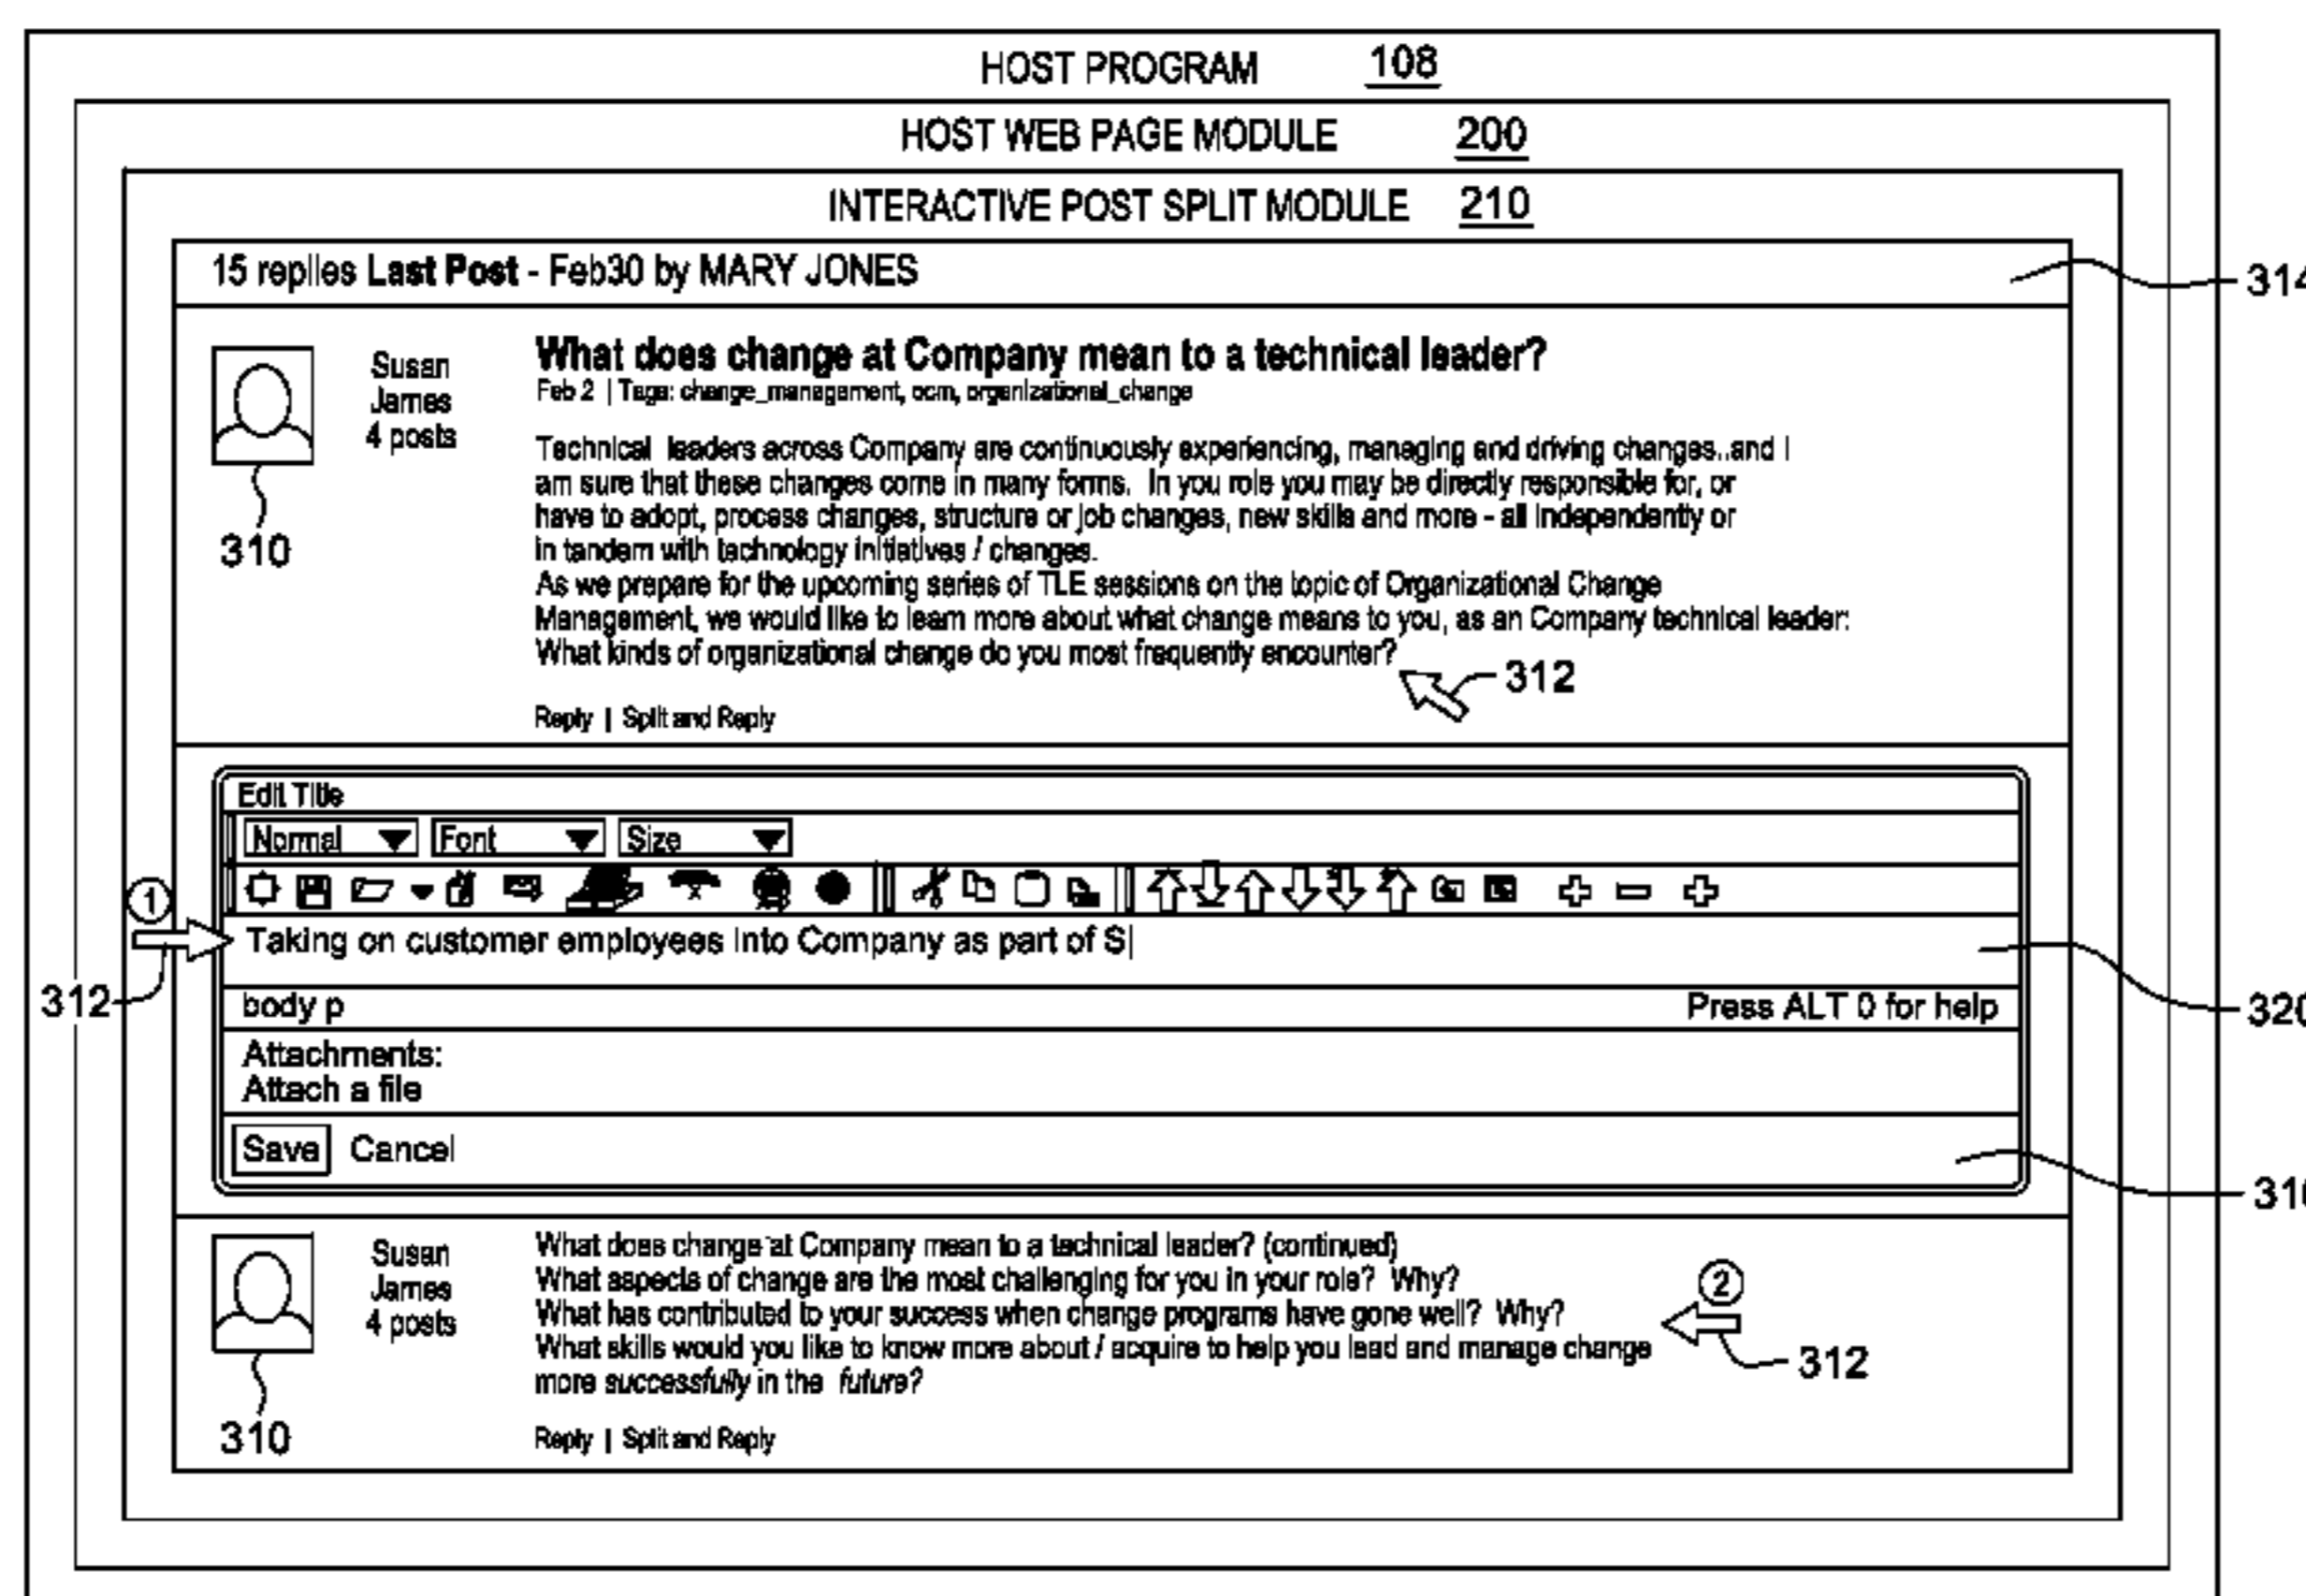 HOST PROGRAM 108
HOST WEB PAGE MODULE 200
INTERACTIVE POST SPLIT MODULE 210
15 replies Last Post - Feb30 by MARY JONES
314
Susan
James
4 posts
310
What does change at Company mean to a technical leader?
Feb 2 | Tags: change_management, ocm, organizational_change
Technical leaders across Company are continuously experiencing, managing and driving changes..and I
am sure that these changes come in many forms. In you role you may be directly responsible for, or
have to adopt, process changes, structure or job changes, new skills and more - all independently or
in tandem with technology initiatives / changes.
As we prepare for the upcoming series of TLE sessions on the topic of Organizational Change
Management, we would like to learn more about what change means to you, as an Company technical leader:
What kinds of organizational change do you most frequently encounter?
312
Reply | Split and Reply
Edit Title
Normal Font Size
1
312
Taking on customer employees into Company as part of S
320
body p Press ALT 0 for help
Attachments:
Attach a file
Save Cancel
Susan
James
4 posts
310
What does change at Company mean to a technical leader? (continued)
What aspects of change are the most challenging for you in your role? Why?
What has contributed to your success when change programs have gone well? Why?
What skills would you like to know more about / acquire to help you lead and manage change
more successfully in the future?
2
312
Reply | Split and Reply